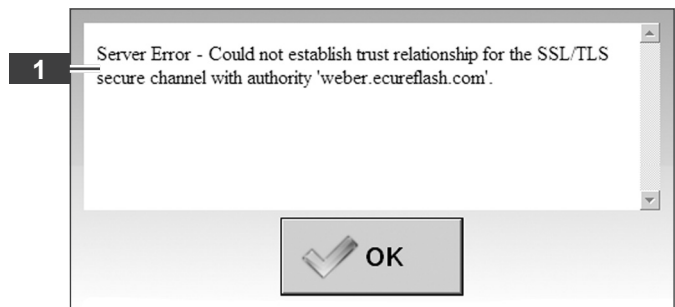 Server Error - Could not establish trust relationship for the SSL/TLS
1
secure channel with authority 'weber.ecureflash.com'.
OK